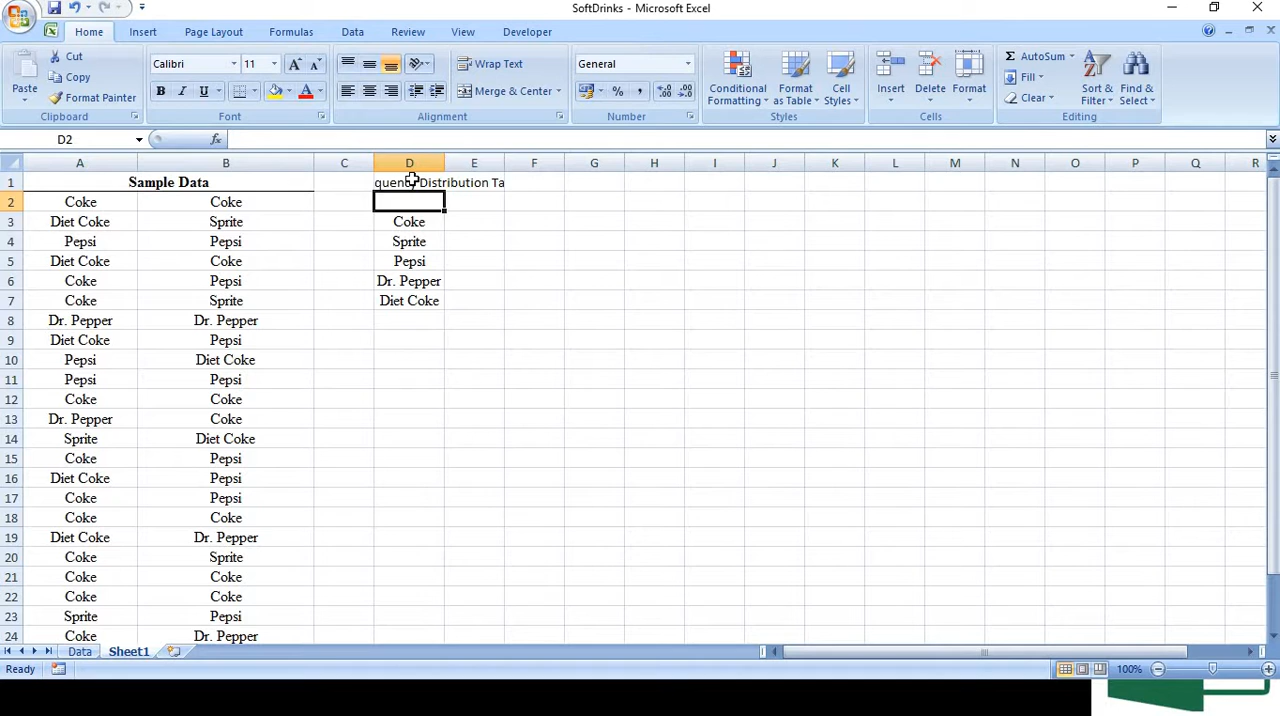 SoftDrinks - Microsoft Excel
Home Insert Page Layout Formulas Data Review View Developer
Paste Cut Calibri 11 Wrap Text General Conditional Formatting Format as Table Cell Styles Insert Delete Format AutoSum Sort & Filter Find & Select
Copy Fill
Format Painter B I U Merge & Center $ % , Clear
Clipboard Font Alignment Number Styles Cells Editing
D2 fx
A B C D E F G H I J K L M N O P Q R
1 Sample Data quency Distribution Ta
2 Coke Coke
3 Diet Coke Sprite Coke
4 Pepsi Pepsi Sprite
5 Diet Coke Coke Pepsi
6 Coke Pepsi Dr. Pepper
7 Coke Sprite Diet Coke
8 Dr. Pepper Dr. Pepper
9 Diet Coke Pepsi
10 Pepsi Diet Coke
11 Pepsi Pepsi
12 Coke Coke
13 Dr. Pepper Coke
14 Sprite Diet Coke
15 Coke Pepsi
16 Diet Coke Pepsi
17 Coke Pepsi
18 Coke Coke
19 Diet Coke Dr. Pepper
20 Coke Sprite
21 Coke Coke
22 Coke Coke
23 Sprite Pepsi
24 Coke Dr. Pepper
Data Sheet1
Ready 100%